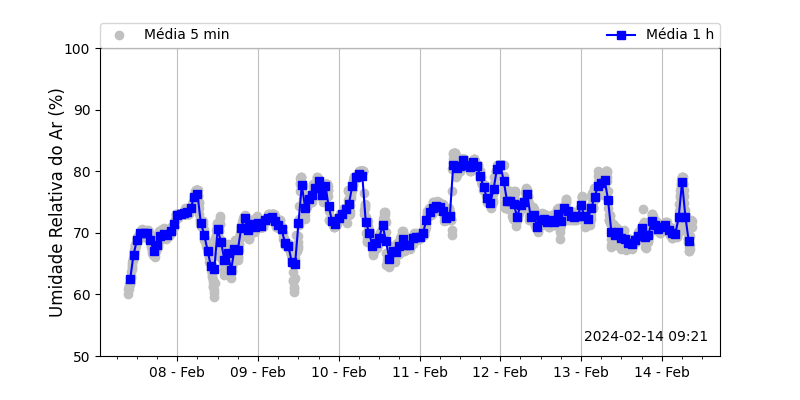 Média 5 min
Média 1 h
Umidade Relativa do Ar (%)
100
90
80
70
60
50
2024-02-14 09:21
08 - Feb
09 - Feb
10 - Feb
11 - Feb
12 - Feb
13 - Feb
14 - Feb